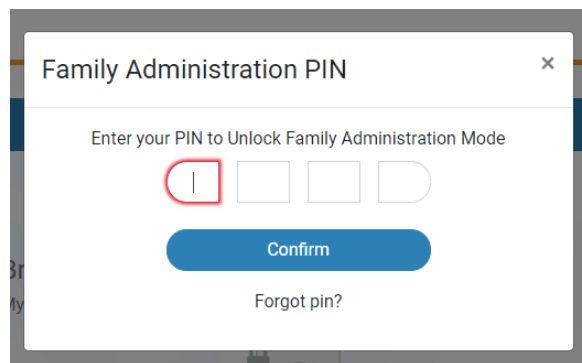 Family Administration PIN
×
Enter your PIN to Unlock Family Administration Mode
Confirm
Forgot pin?